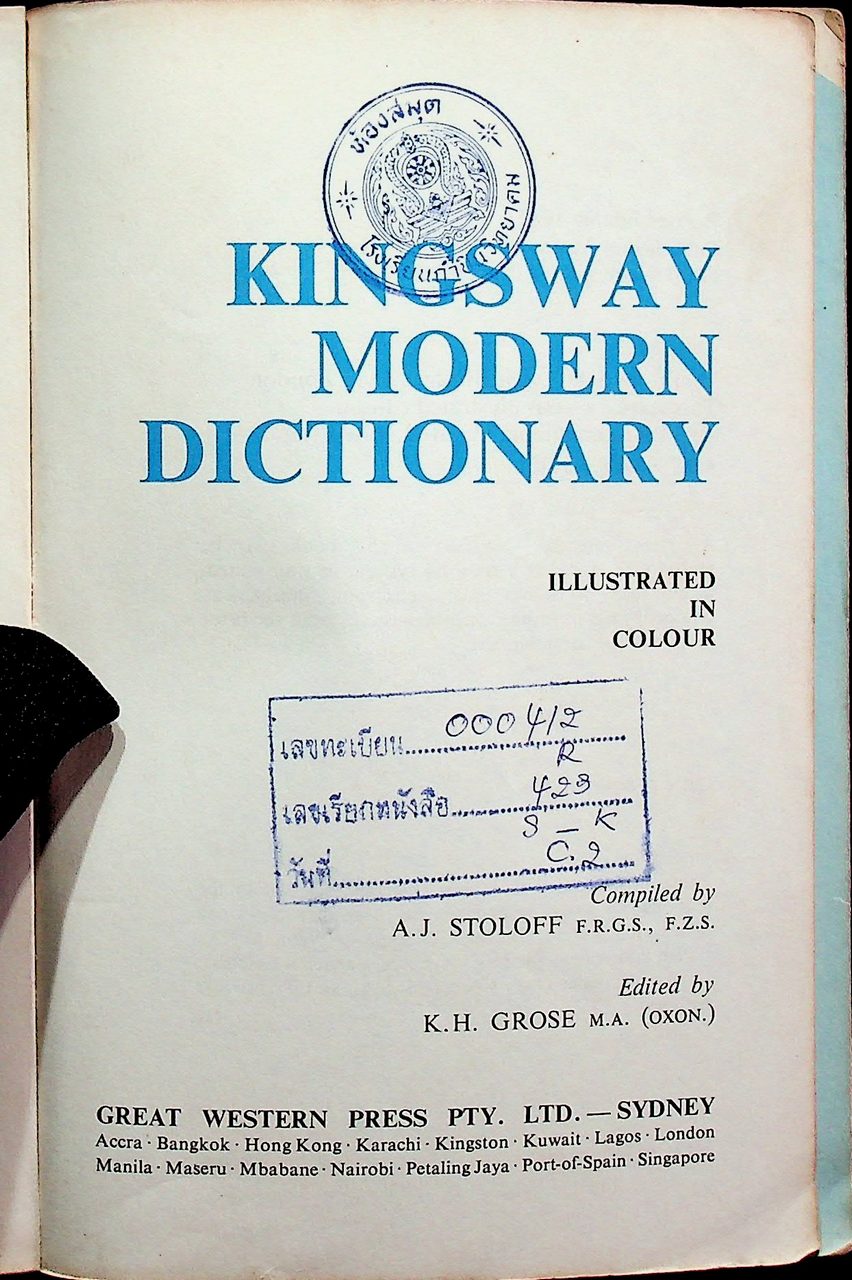 ห้องสมุด
KINGSWAY
MODERN
DICTIONARY
ILLUSTRATED
IN
COLOUR
เลขทะเบียน 000412
R
เลขเรียกหนังสือ 423
S_K
วันที่ C.2
Compiled by
A.J. STOLOFF F.R.G.S., F.Z.S.
Edited by
K.H. GROSE M.A. (OXON.)
GREAT WESTERN PRESS PTY. LTD. — SYDNEY
Accra · Bangkok · Hong Kong · Karachi · Kingston · Kuwait · Lagos · London
Manila · Maseru · Mbabane · Nairobi · Petaling Jaya · Port-of-Spain · Singapore